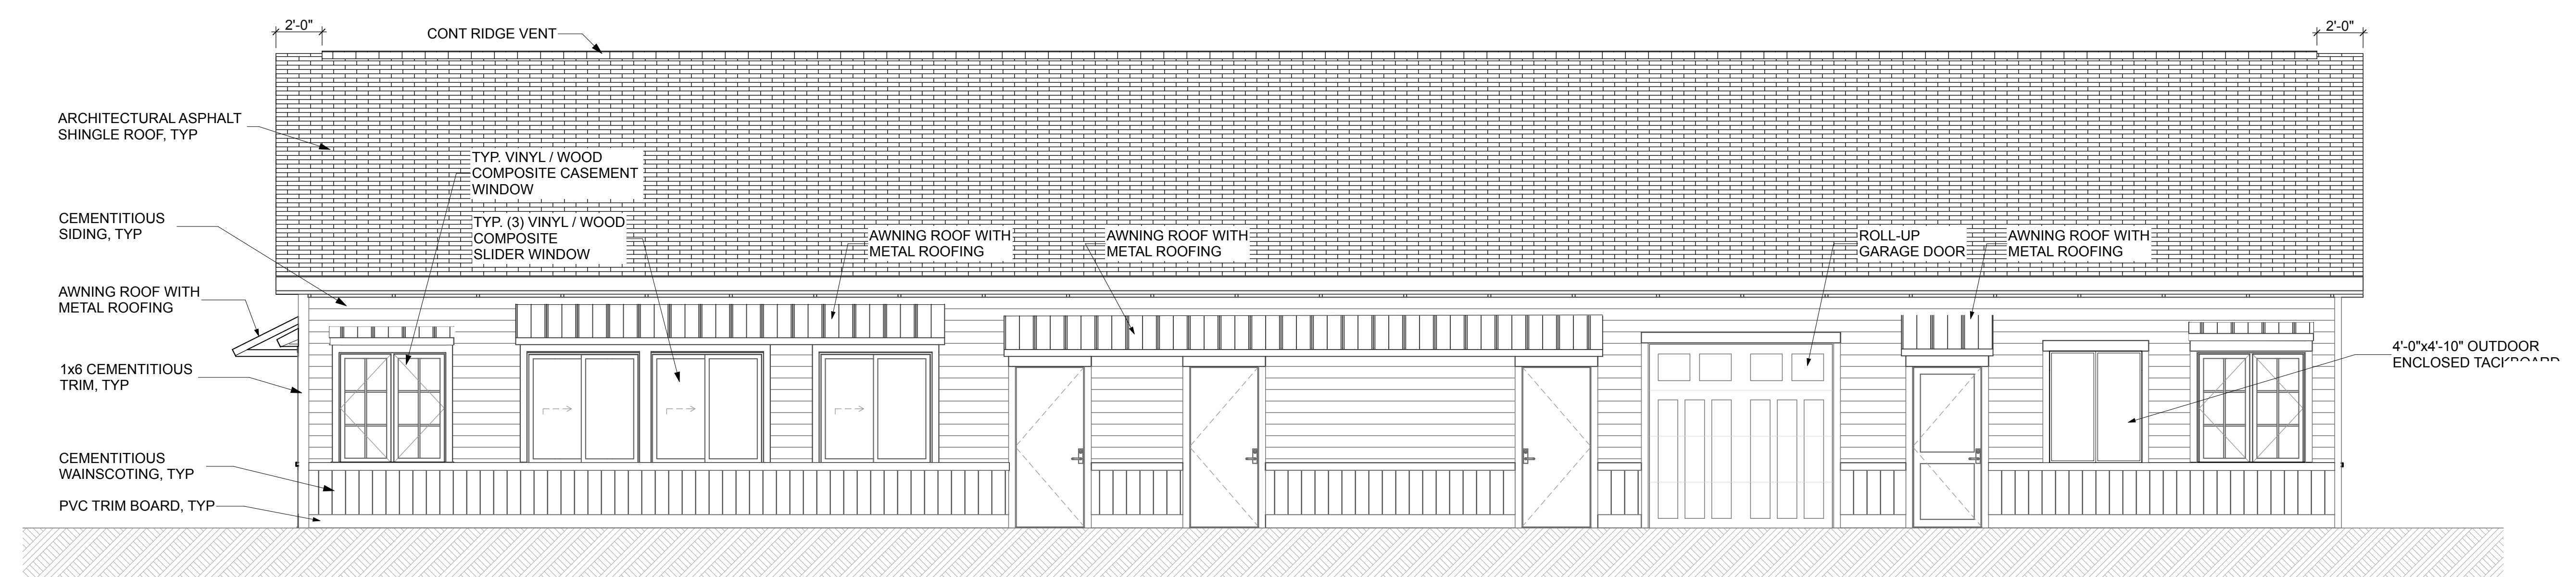 2'-0"
CONT RIDGE VENT
2'-0"
ARCHITECTURAL ASPHALT
SHINGLE ROOF, TYP
TYP. VINYL / WOOD
COMPOSITE CASEMENT
WINDOW
CEMENTITIOUS
SIDING, TYP
TYP. (3) VINYL / WOOD
COMPOSITE
SLIDER WINDOW
AWNING ROOF WITH
METAL ROOFING
AWNING ROOF WITH
METAL ROOFING
ROLL-UP
GARAGE DOOR
AWNING ROOF WITH
METAL ROOFING
AWNING ROOF WITH
METAL ROOFING
1x6 CEMENTITIOUS
TRIM, TYP
4'-0"x4'-10" OUTDOOR
ENCLOSED TACKBOARD
CEMENTITIOUS
WAINSCOTING, TYP
PVC TRIM BOARD, TYP